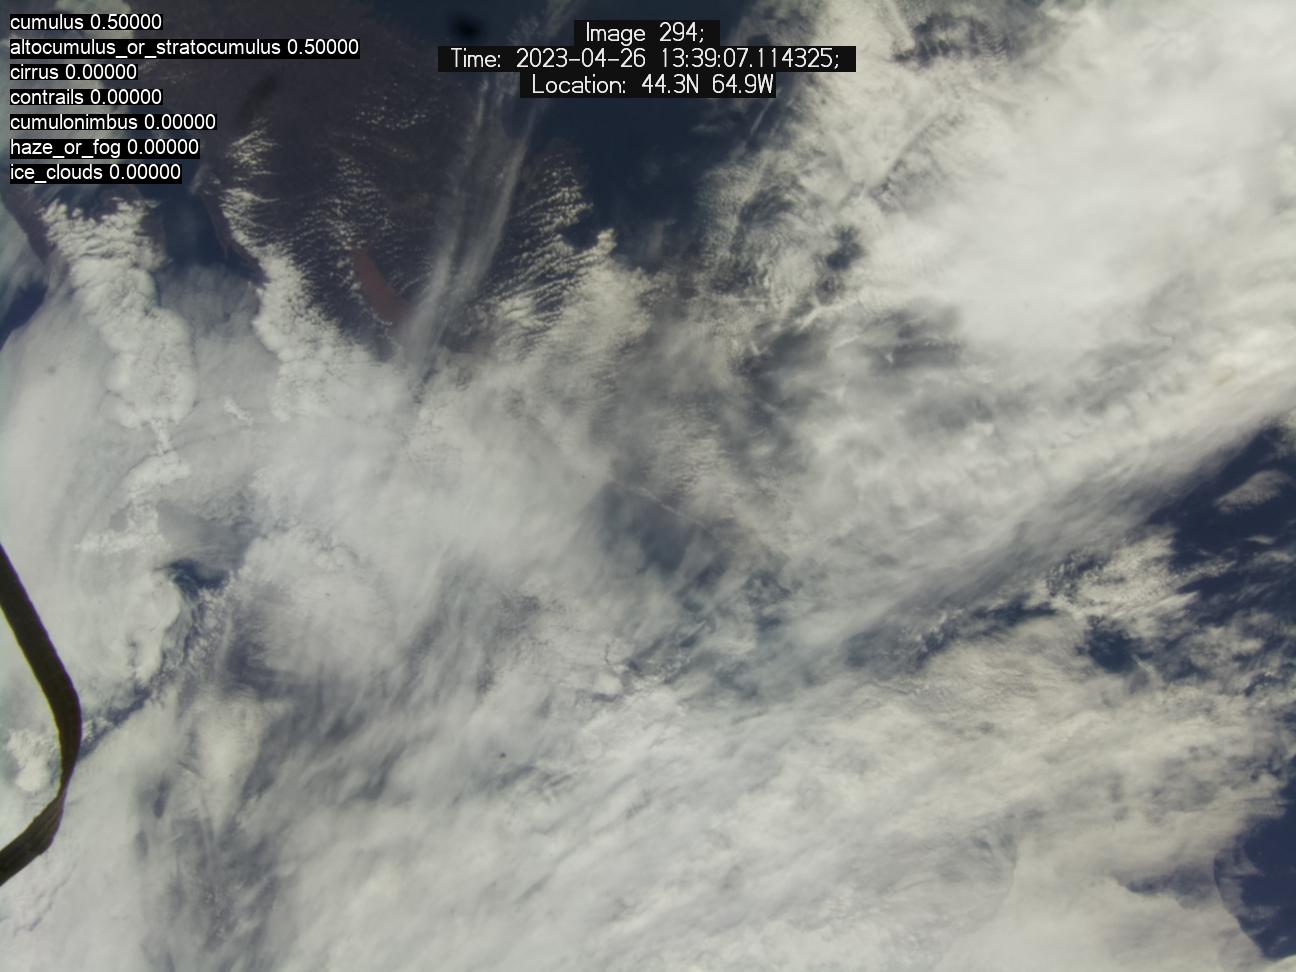 cumulus 0.50000
altocumulus_or_stratocumulus 0.50000
cirrus 0.00000
contrails 0.00000
cumulonimbus 0.00000
haze_or_fog 0.00000
ice_clouds 0.00000
Image 294;
Time: 2023-04-26 13:39:07.114325;
Location: 44.3N 64.9W